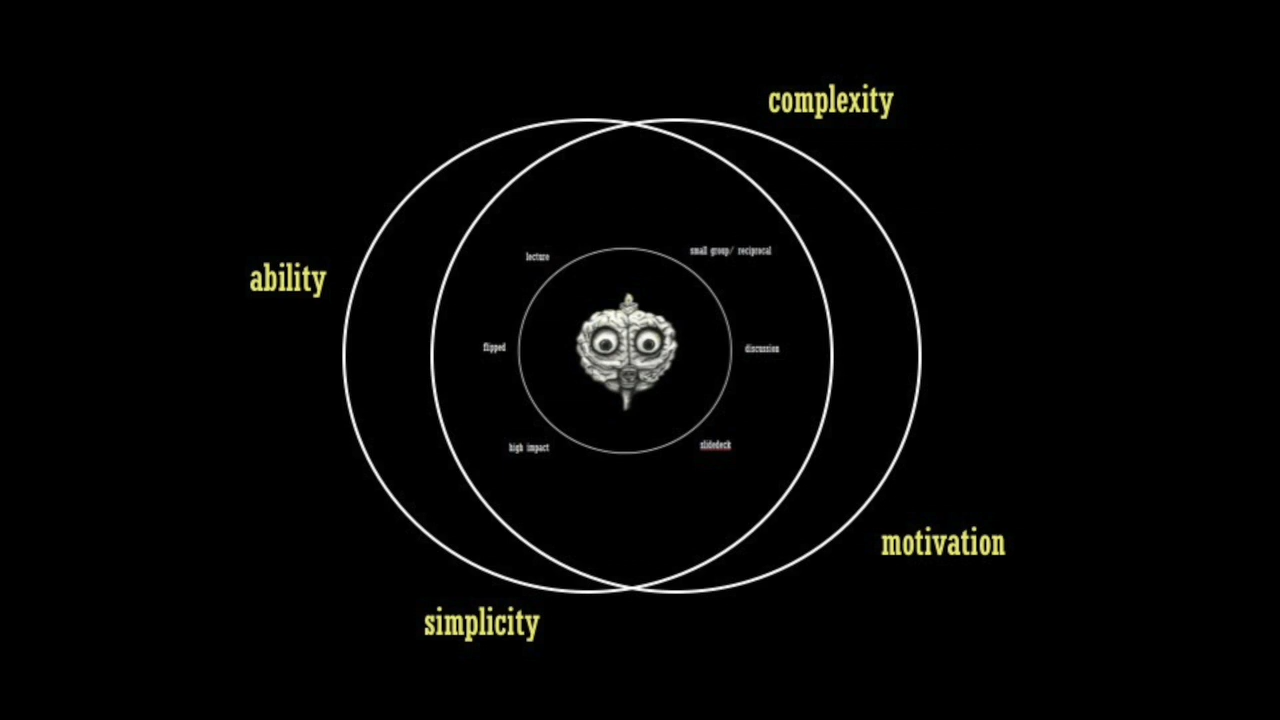 complexity
ability
lecture
small group/ reciprocal
flipped
discussion
high impact
slidedeck
motivation
simplicity